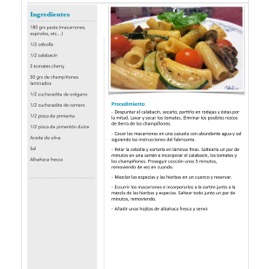 Ingredientes
180 grs pasta (macarrones,
espirales, etc...)
1/2 cebolla
1/2 calabacín
3 tomates cherry
50 grs de champiñones
laminados
1/2 cucharadita de orégano
1/2 cucharadita de romero
1/2 pizca de pimienta
1/2 pizca de pimentón dulce
Aceite de oliva
Sal
Albahaca fresca
Procedimiento
- Despuntar el calabacín, secarlo, partirlo en rodajas y estas por
la mitad. Lavar y secar los tomates. Eliminar los posibles restos
de tierra de los champiñones.
- Cocer los macarrones en una cazuela con abundante agua y sal
siguiendo las instrucciones del fabricante.
- Pelar la cebolla y cortarla en láminas finas. Saltearla un par de
minutos en una sartén e incorporar el calabacín, los tomates y
los champiñones. Proseguir cocción unos 5 minutos,
removiendo de vez en cuando.
- Mezclar las especias y las hierbas en un cuenco y reservar.
- Escurrir los macarrones e incorporarlos a la sartén junto a la
mezcla de las hierbas y especias. Saltear todo junto un par de
minutos, removiendo.
- Añadir unas hojitas de albahaca fresca y servir.